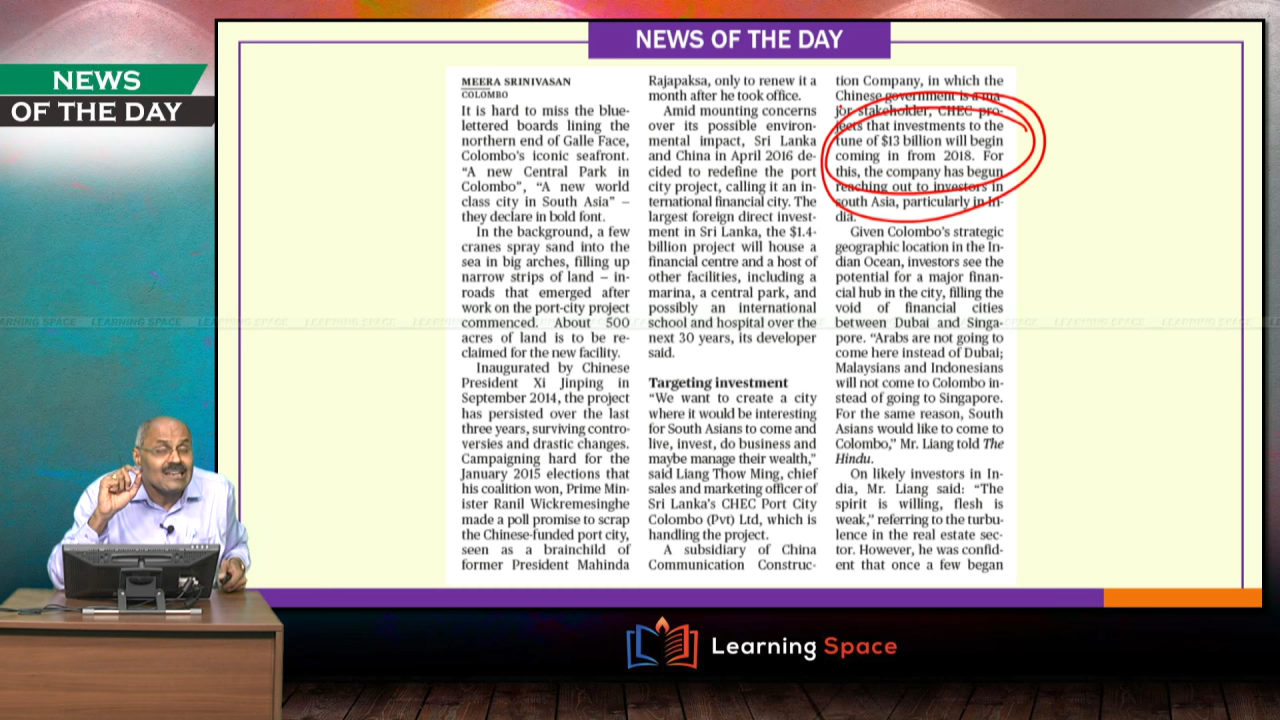 NEWS
OF THE DAY
NEWS OF THE DAY
MEERA SRINIVASAN
COLOMBO
It is hard to miss the blue-
lettered boards lining the
northern end of Galle Face,
Colombo's iconic seafront.
“A new Central Park in
Colombo”, “A new world
class city in South Asia” –
they declare in bold font.
In the background, a few
cranes spray sand into the
sea in big arches, filling up
narrow strips of land – in-
roads that emerged after
work on the port-city project
commenced. About 500
acres of land is to be re-
claimed for the new facility.
Inaugurated by Chinese
President Xi Jinping in
September 2014, the project
has persisted over the last
three years, surviving contro-
versies and drastic changes.
Campaigning hard for the
January 2015 elections that
his coalition won, Prime Min-
ister Ranil Wickremesinghe
made a poll promise to scrap
the Chinese-funded port city,
seen as a brainchild of
former President Mahinda
Rajapaksa, only to renew it a
month after he took office.
Amid mounting concerns
over its possible environ-
mental impact, Sri Lanka
and China in April 2016 de-
cided to redefine the port
city project, calling it an in-
ternational financial city. The
largest foreign direct invest-
ment in Sri Lanka, the $1.4-
billion project will house a
financial centre and a host of
other facilities, including a
marina, a central park, and
possibly an international
school and hospital over the
next 30 years, its developer
said.
Targeting investment
“We want to create a city
where it would be interesting
for South Asians to come and
live, invest, do business and
maybe manage their wealth,”
said Liang Thow Ming, chief
sales and marketing officer of
Sri Lanka's CHEC Port City
Colombo (Pvt) Ltd, which is
handling the project.
A subsidiary of China
Communication Construc-
tion Company, in which the
Chinese government is a ma-
jor stakeholder, CHEC pro-
jects that investments to the
tune of $13 billion will begin
coming in from 2018. For
this, the company has begun
reaching out to investors in
south Asia, particularly in In-
dia.
Given Colombo's strategic
geographic location in the In-
dian Ocean, investors see the
potential for a major finan-
cial hub in the city, filling the
void of financial cities
between Dubai and Singa-
pore. “Arabs are not going to
come here instead of Dubai;
Malaysians and Indonesians
will not come to Colombo in-
stead of going to Singapore.
For the same reason, South
Asians would like to come to
Colombo,” Mr. Liang told The
Hindu.
On likely investors in In-
dia, Mr. Liang said: “The
spirit is willing, flesh is
weak,” referring to the turbu-
lence in the real estate sec-
tor. However, he was confid-
ent that once a few began
LEARNING SPACE LEARNING SPACE LEARNING SPACE LEARNING SPACE
Learning Space